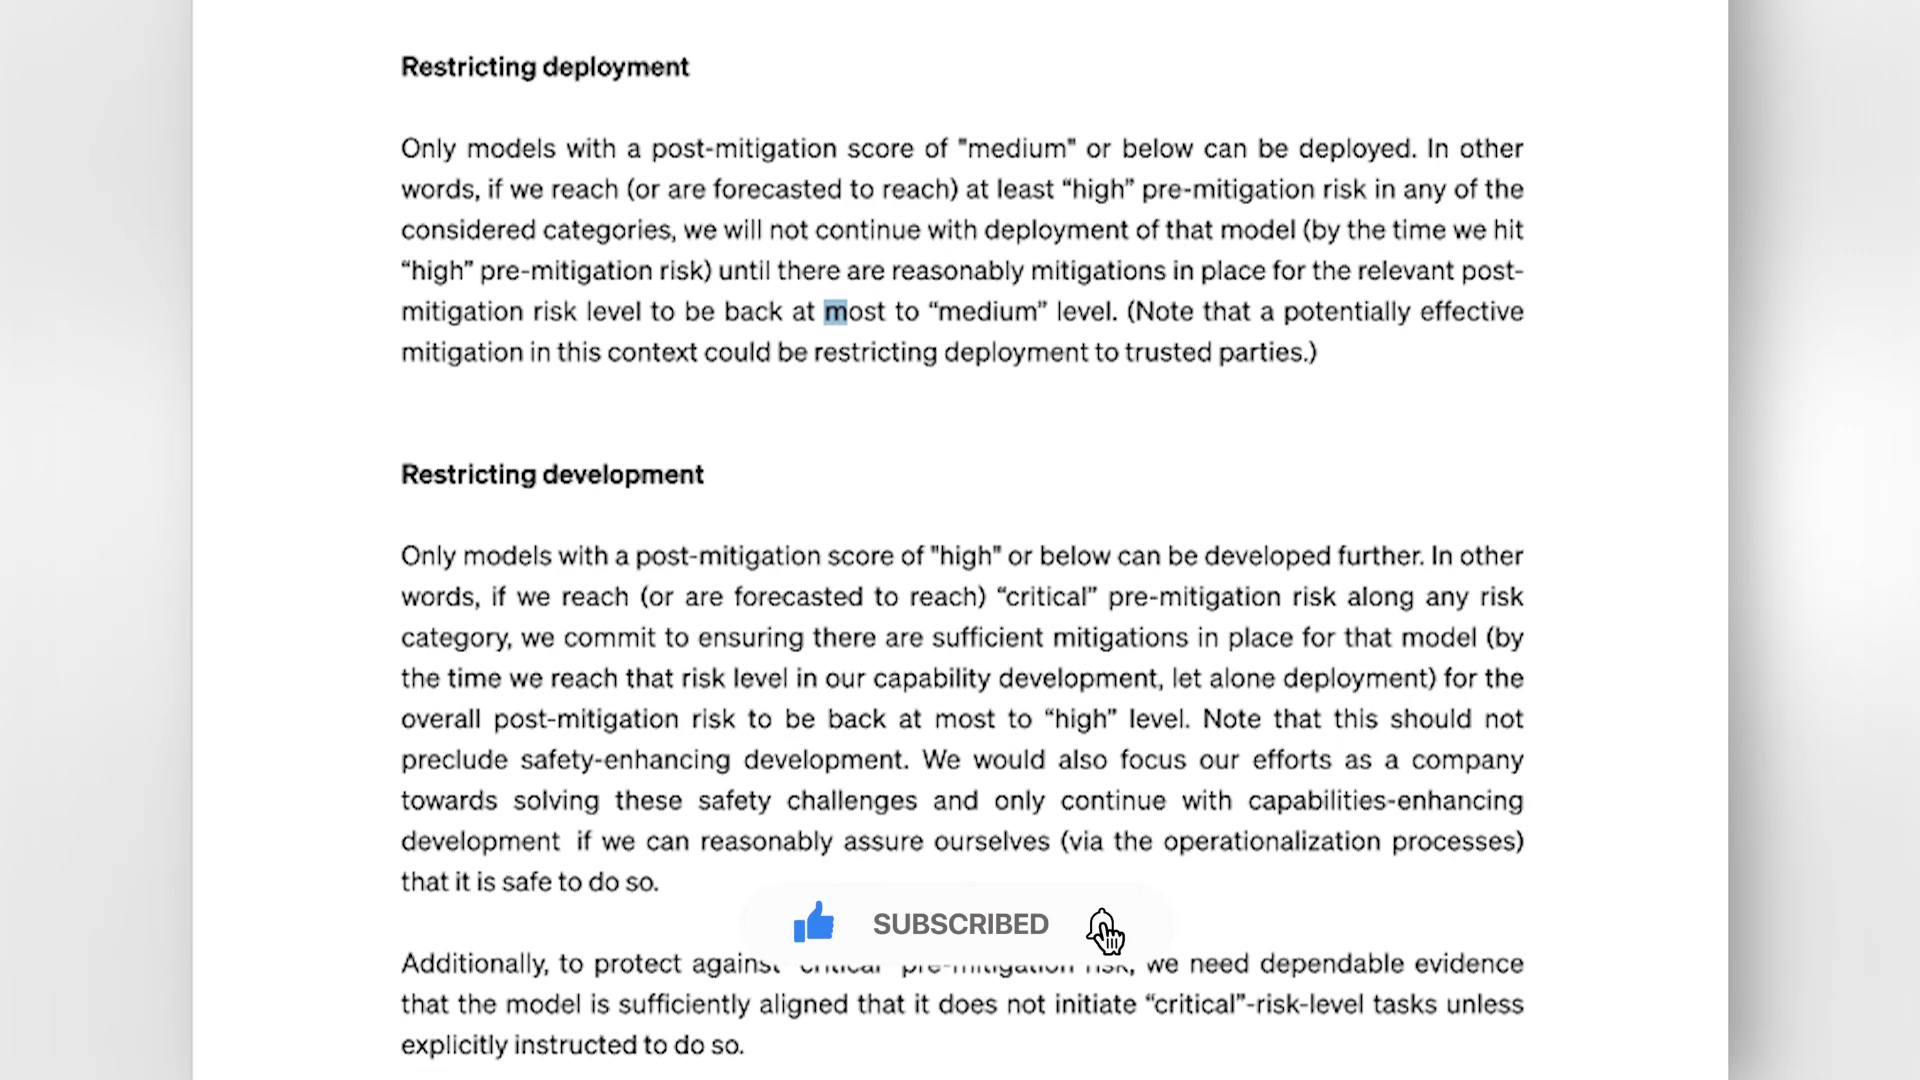 Restricting deployment
Only models with a post-mitigation score of "medium" or below can be deployed. In other
words, if we reach (or are forecasted to reach) at least “high” pre-mitigation risk in any of the
considered categories, we will not continue with deployment of that model (by the time we hit
“high” pre-mitigation risk) until there are reasonably mitigations in place for the relevant post-
mitigation risk level to be back at most to “medium” level. (Note that a potentially effective
mitigation in this context could be restricting deployment to trusted parties.)
Restricting development
Only models with a post-mitigation score of "high" or below can be developed further. In other
words, if we reach (or are forecasted to reach) “critical” pre-mitigation risk along any risk
category, we commit to ensuring there are sufficient mitigations in place for that model (by
the time we reach that risk level in our capability development, let alone deployment) for the
overall post-mitigation risk to be back at most to “high” level. Note that this should not
preclude safety-enhancing development. We would also focus our efforts as a company
towards solving these safety challenges and only continue with capabilities-enhancing
development if we can reasonably assure ourselves (via the operationalization processes)
that it is safe to do so.
SUBSCRIBED
Additionally, to protect against "critical" pre-mitigation risk, we need dependable evidence
that the model is sufficiently aligned that it does not initiate “critical”-risk-level tasks unless
explicitly instructed to do so.